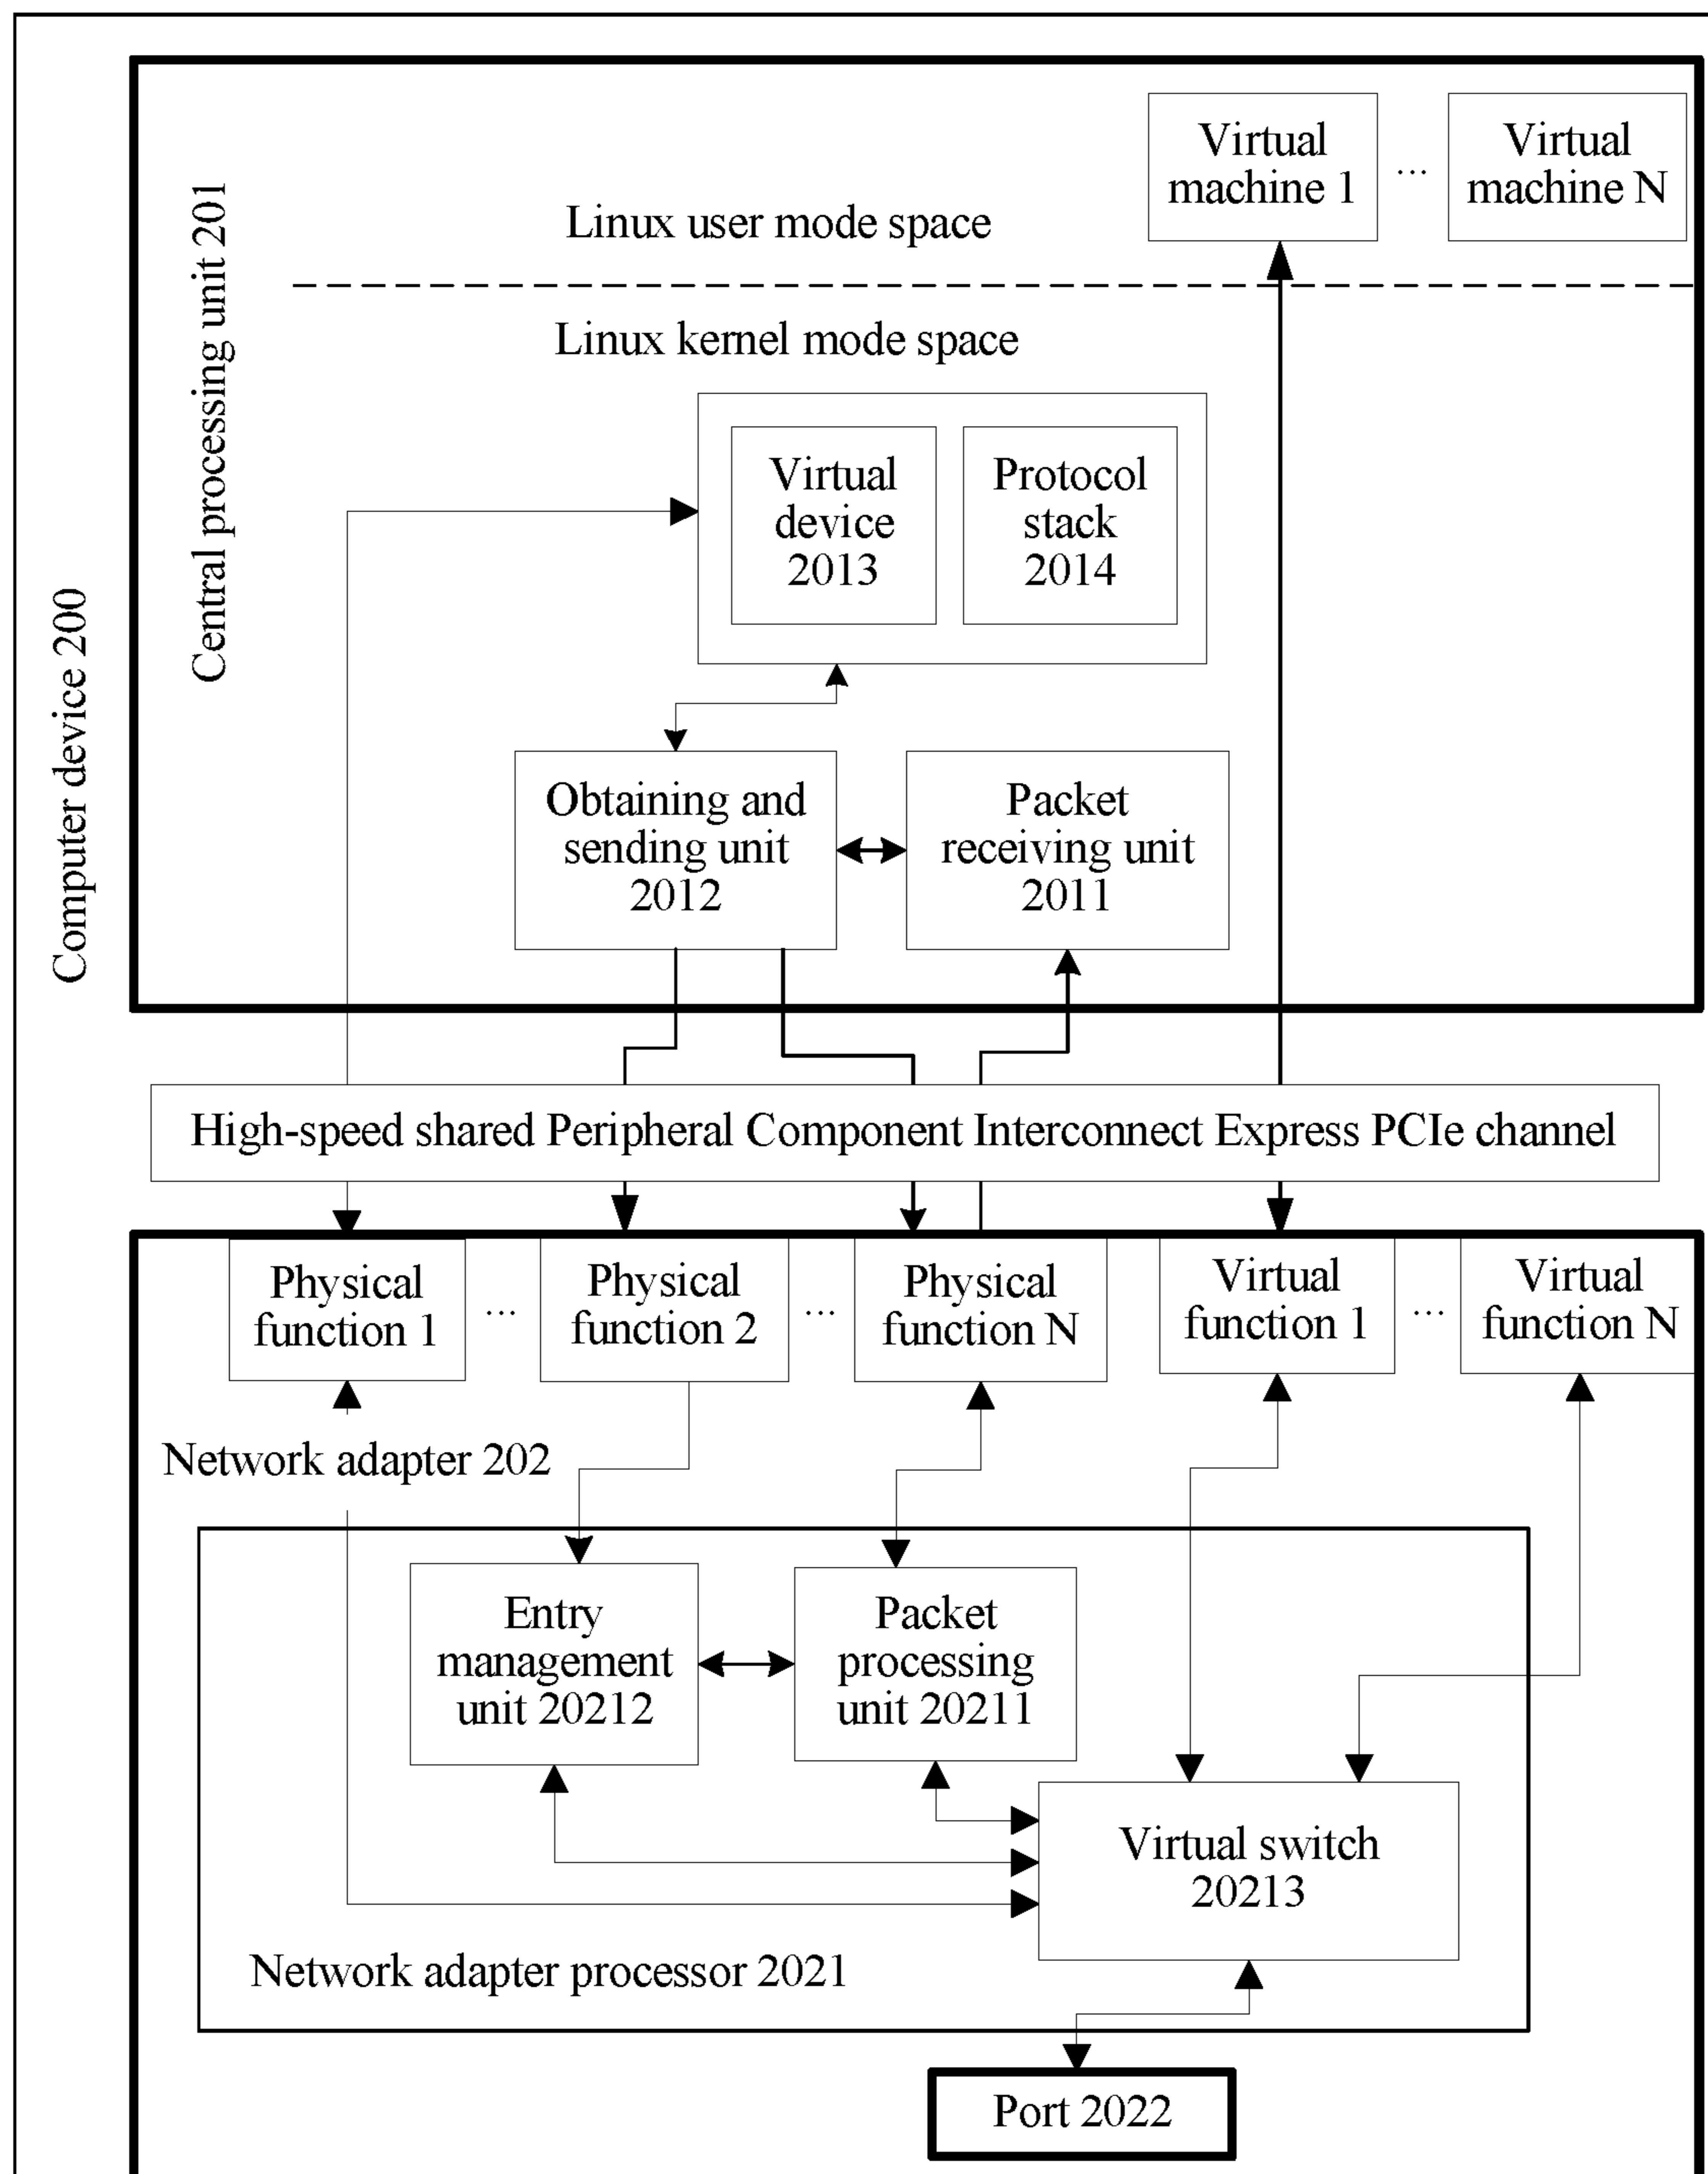 Computer device 200
Central processing unit 201
Virtual
machine 1
...
Virtual
machine N
Linux user mode space
Linux kernel mode space
Virtual
device
2013
Protocol
stack
2014
Obtaining and
sending unit
2012
Packet
receiving unit
2011
High-speed shared Peripheral Component Interconnect Express PCIe channel
Physical
function 1
...
Physical
function 2
...
Physical
function N
Virtual
function 1
...
Virtual
function N
Network adapter 202
Entry
management
unit 20212
Packet
processing
unit 20211
Virtual switch
20213
Network adapter processor 2021
Port 2022